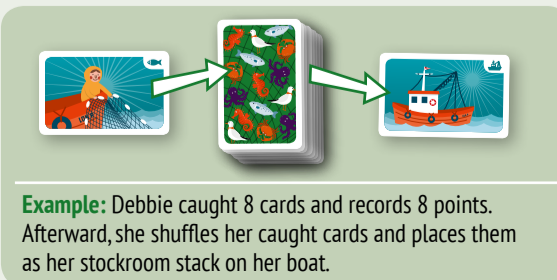 Example: Debbie caught 8 cards and records 8 points.
Afterward, she shuffles her caught cards and places them
as her stockroom stack on her boat.